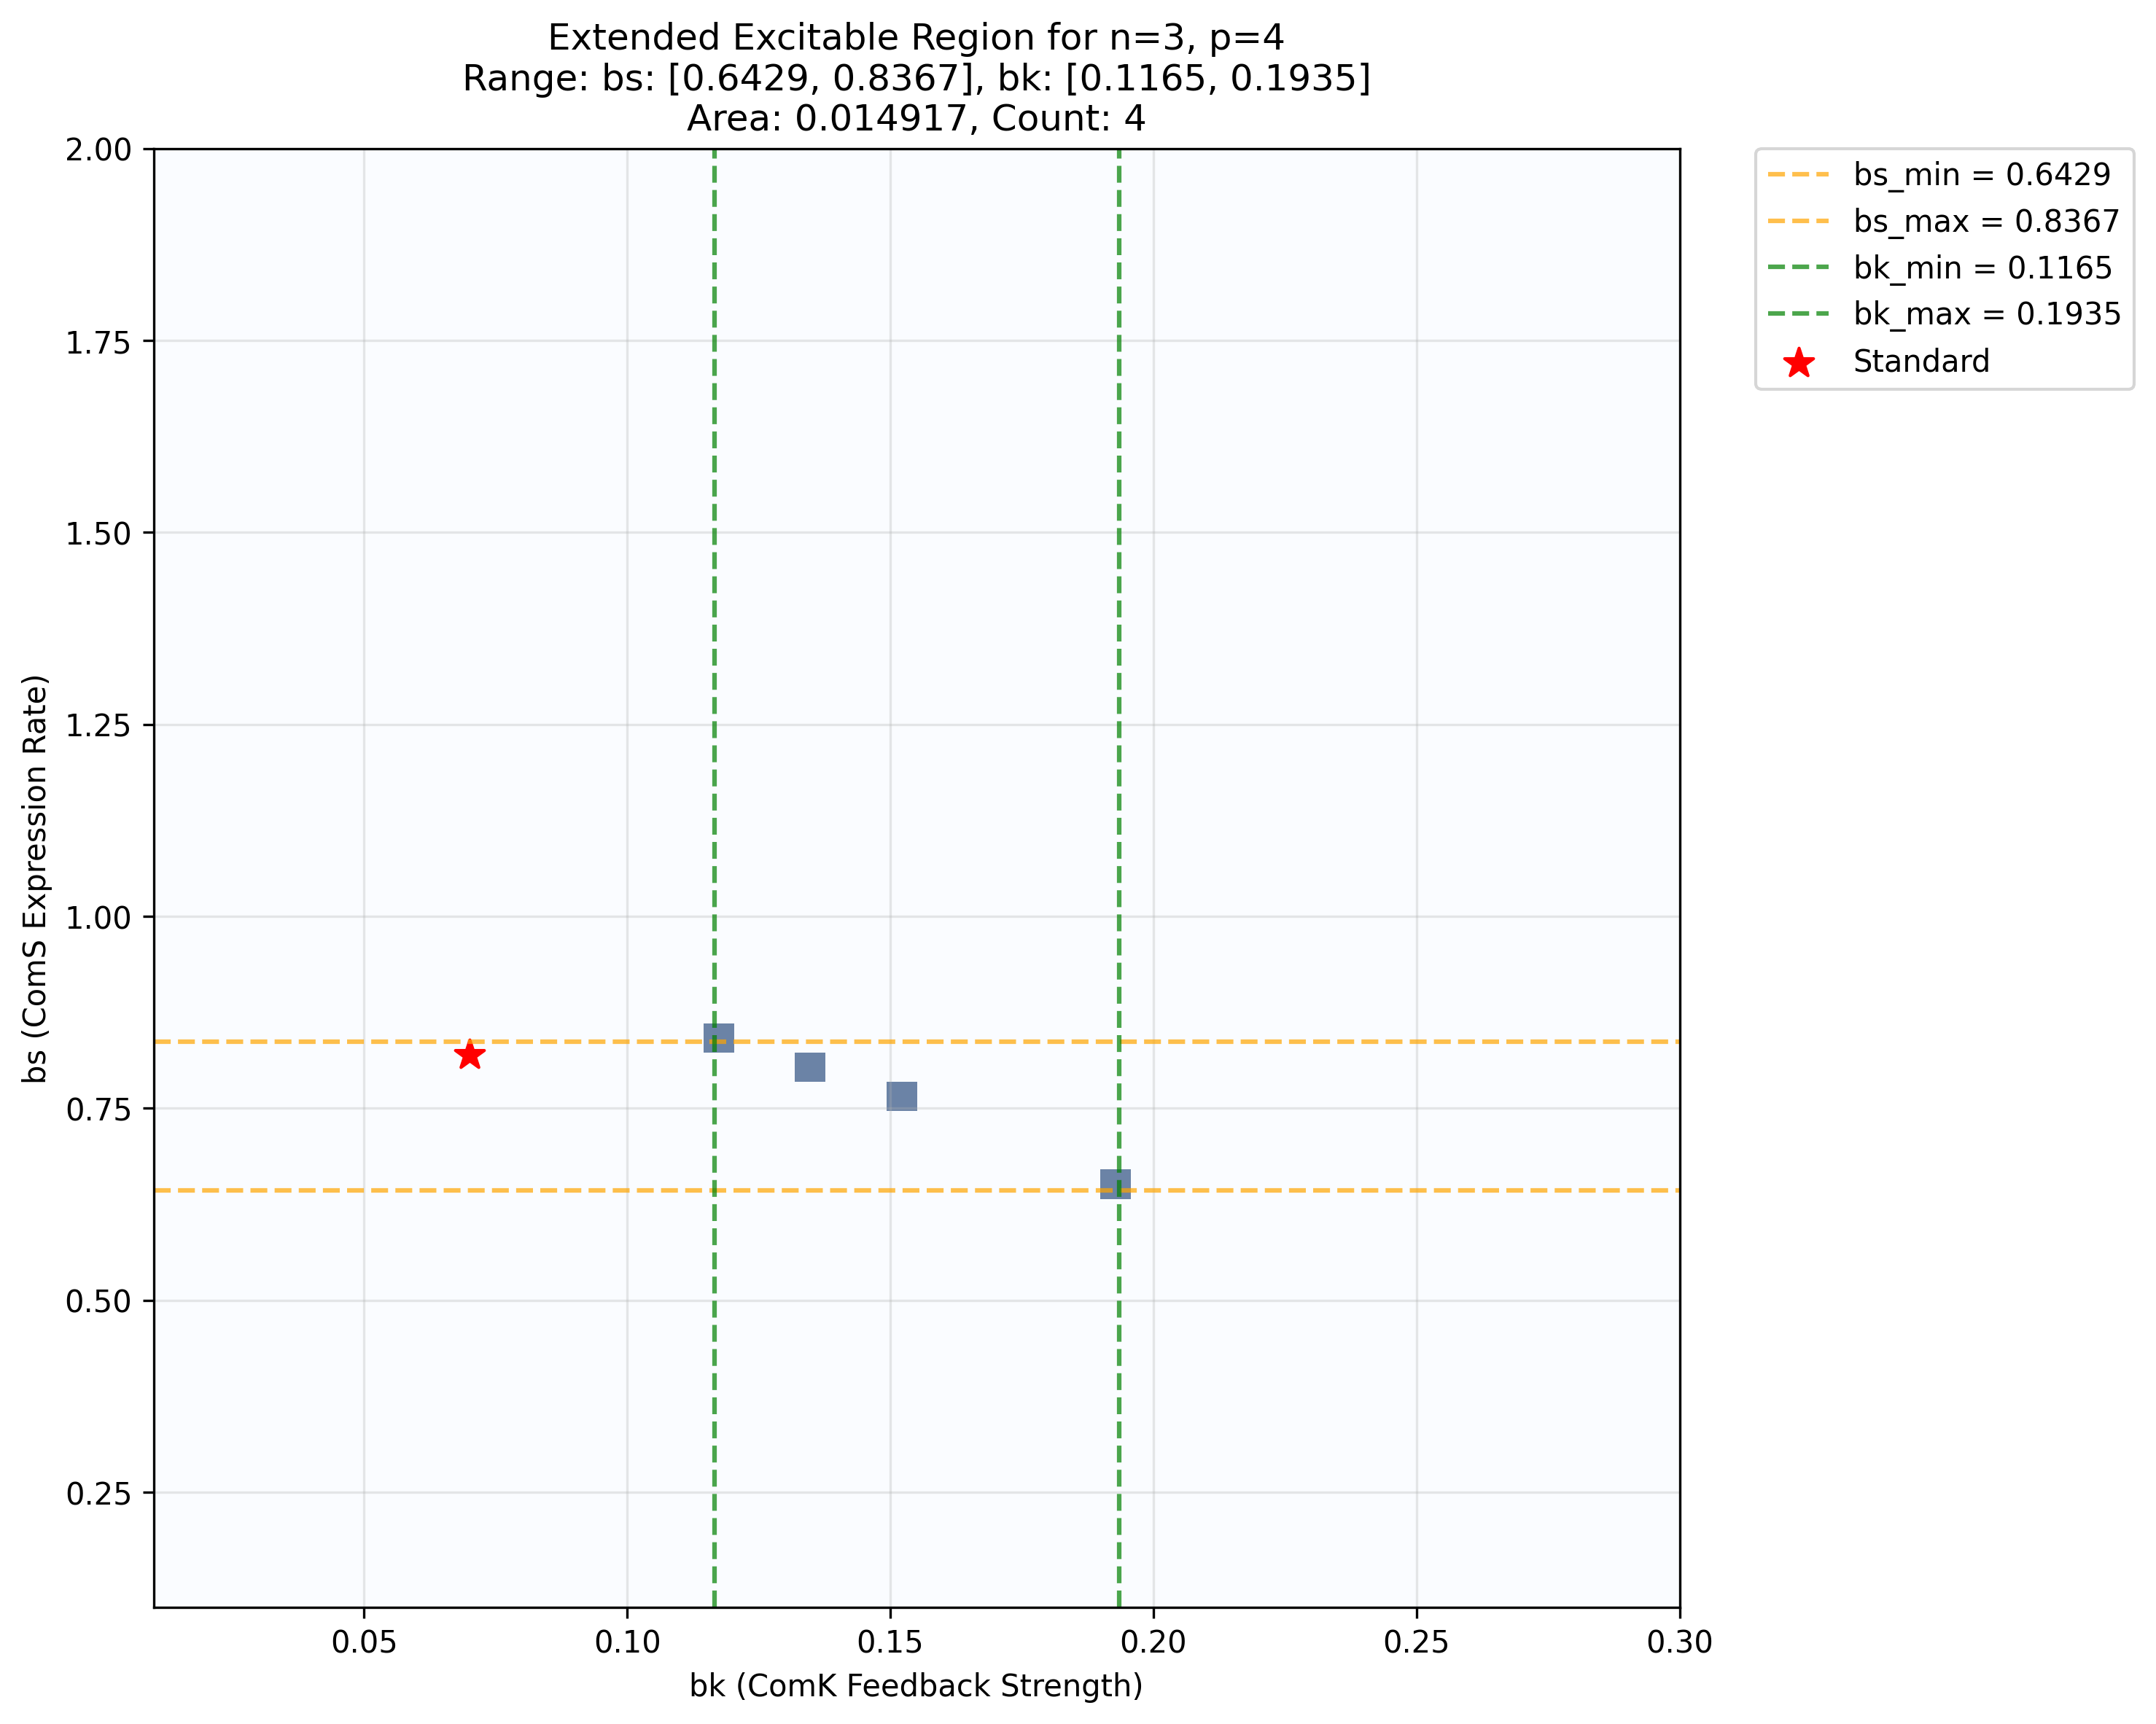 Extended Excitable Region for n=3, p=4
Range: bs: [0.6429, 0.8367], bk: [0.1165, 0.1935]
Area: 0.014917, Count: 4
2.00
1.75
1.50
1.25
1.00
0.75
0.50
0.25
bs (ComS Expression Rate)
0.05
0.10
0.15
0.20
0.25
0.30
bk (ComK Feedback Strength)
bs_min = 0.6429
bs_max = 0.8367
bk_min = 0.1165
bk_max = 0.1935
Standard